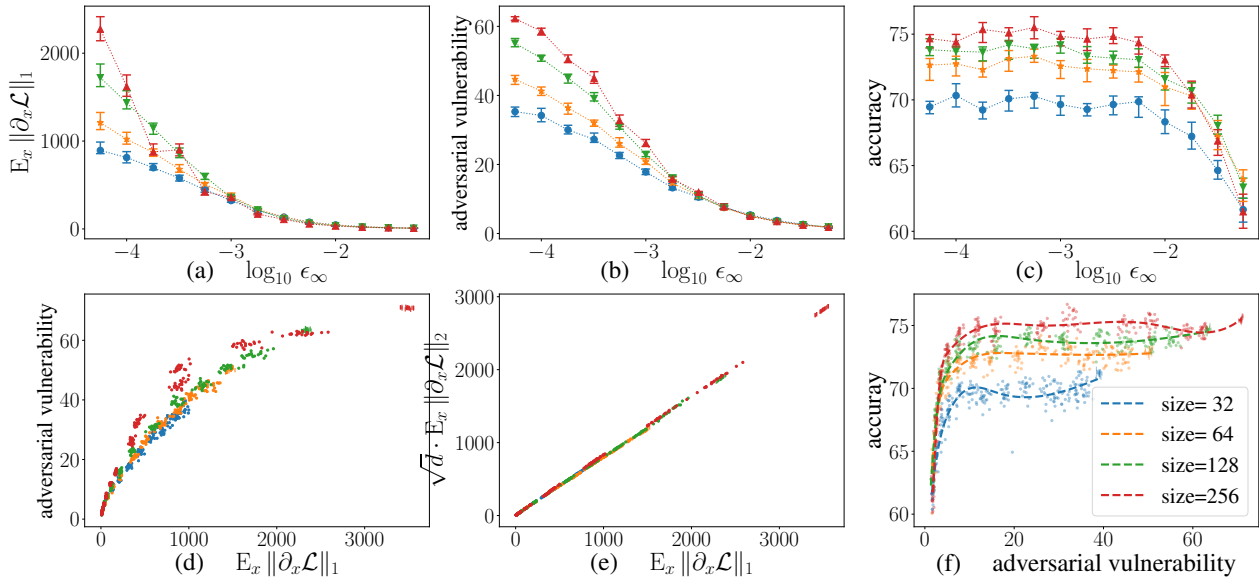 E_x ‖∂_x ℒ‖_1
2000
1000
0
−4
−3
−2
(a)
log_10 ϵ_∞
adversarial vulnerability
60
40
20
0
−4
−3
−2
(b)
log_10 ϵ_∞
accuracy
75
70
65
60
−4
−3
−2
(c)
log_10 ϵ_∞
adversarial vulnerability
60
40
20
0
0
1000
2000
3000
(d)
E_x ‖∂_x ℒ‖_1
√d · E_x ‖∂_x ℒ‖_2
3000
2000
1000
0
0
1000
2000
3000
(e)
E_x ‖∂_x ℒ‖_1
accuray
75
70
65
60
size= 32
size= 64
size=128
size=256
0
20
40
60
(f)
adversarial vulnerability